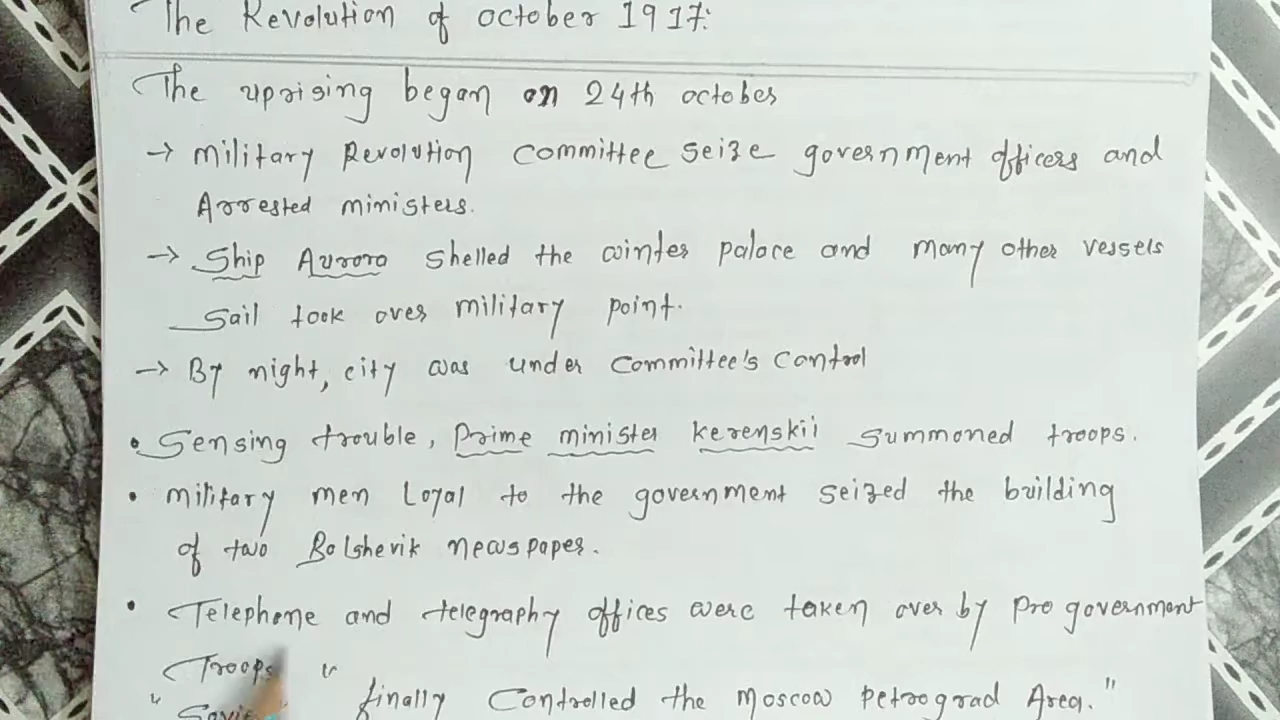 The Revolution of October 1917:
The uprising began on 24th october
→ Military Revolution Committee seize government officers and
Arrested ministers.
→ Ship Aurora shelled the winter palace and many other vessels
Sail took over military point.
→ By night, city was under Committee's Control
• Sensing trouble, Prime minister kerenskii summoned troops.
• military men Loyal to the government seized the building
of two Bolshevik newspaper.
• Telephone and telegraphy offices were taken over by Pro government
Troops "
" finally Controlled the Moscow Petrograd Area."